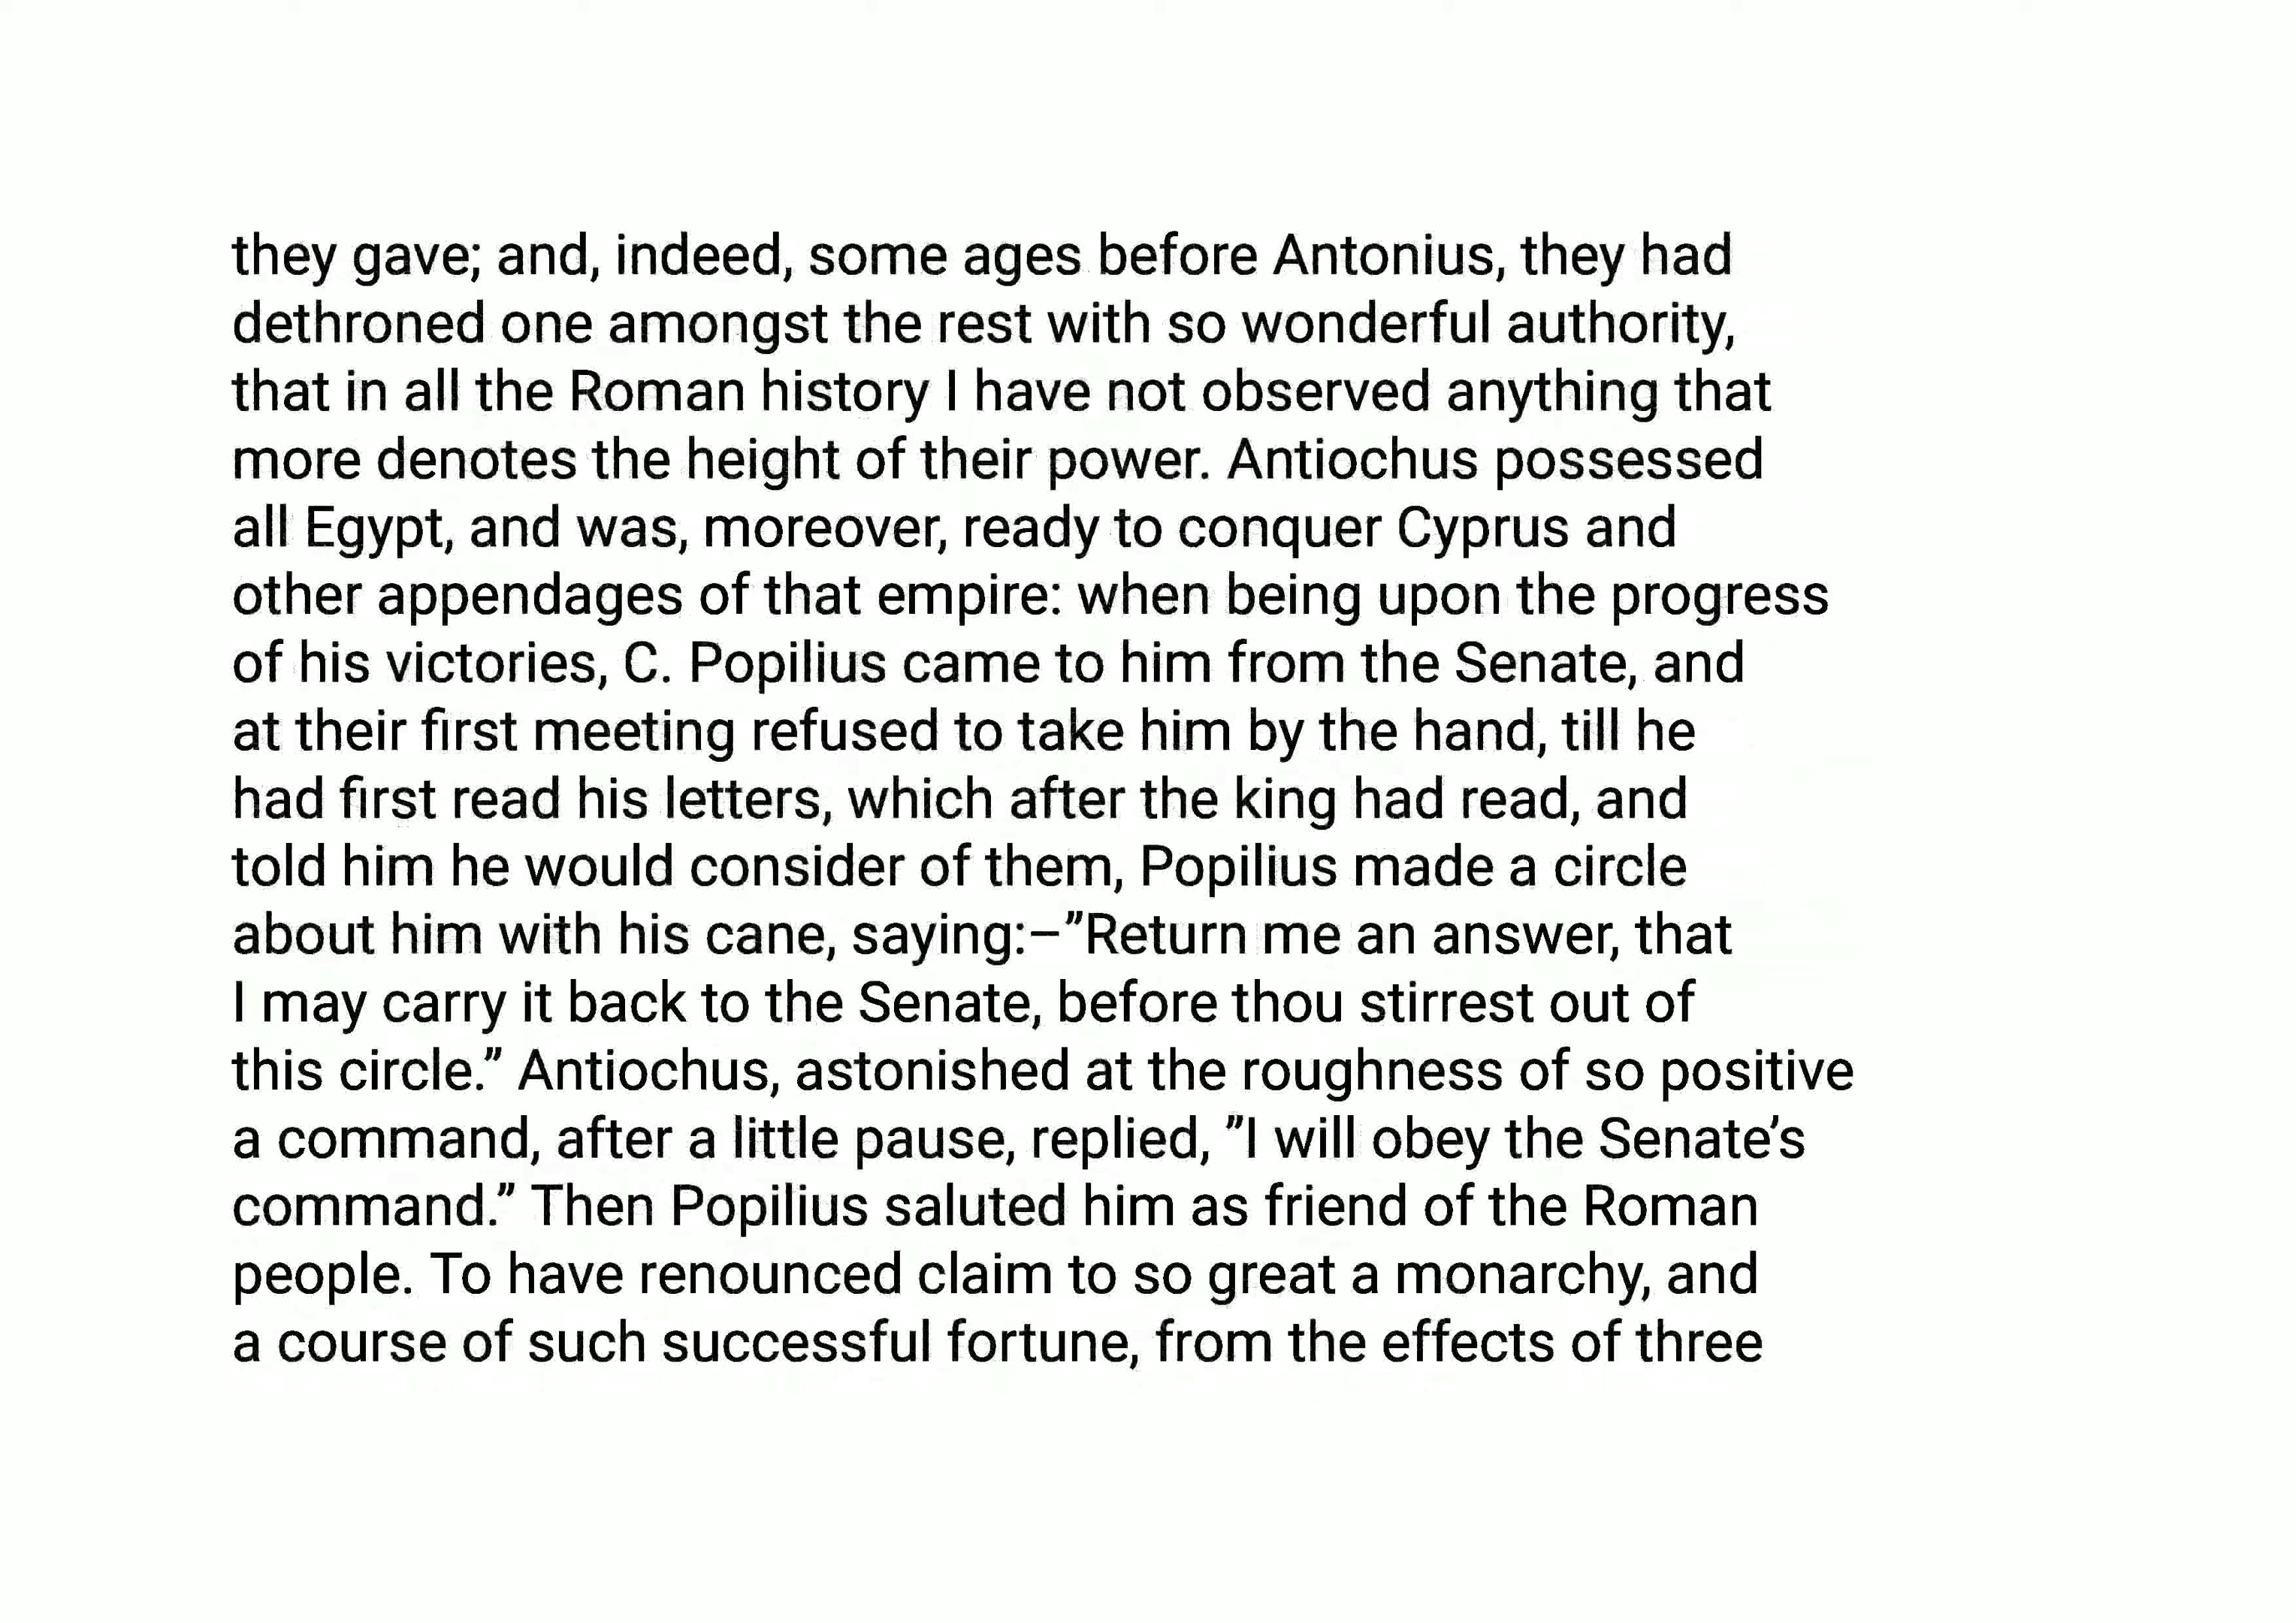 they gave; and, indeed, some ages before Antonius, they had
dethroned one amongst the rest with so wonderful authority,
that in all the Roman history I have not observed anything that
more denotes the height of their power. Antiochus possessed
all Egypt, and was, moreover, ready to conquer Cyprus and
other appendages of that empire: when being upon the progress
of his victories, C. Popilius came to him from the Senate, and
at their first meeting refused to take him by the hand, till he
had first read his letters, which after the king had read, and
told him he would consider of them, Popilius made a circle
about him with his cane, saying:–”Return me an answer, that
I may carry it back to the Senate, before thou stirrest out of
this circle.” Antiochus, astonished at the roughness of so positive
a command, after a little pause, replied, ”I will obey the Senate’s
command.” Then Popilius saluted him as friend of the Roman
people. To have renounced claim to so great a monarchy, and
a course of such successful fortune, from the effects of three